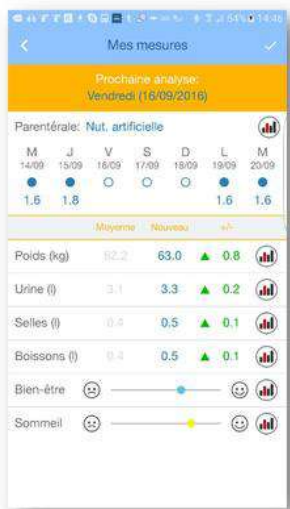 54% 14:46
Mes mesures
Prochaine analyse:
Vendredi (16/09/2016)
Parentérale: Nut. artificielle
M J V S D L M
14/09 15/09 16/09 17/09 18/09 19/09 20/09
1.6 1.8 1.6 1.6
Moyenne Nouveau +/-
Poids (kg) 62.2 63.0 0.8
Urine (l) 3.1 3.3 0.2
Selles (l) 0.4 0.5 0.1
Boissons (l) 0.4 0.5 0.1
Bien-être
Sommeil